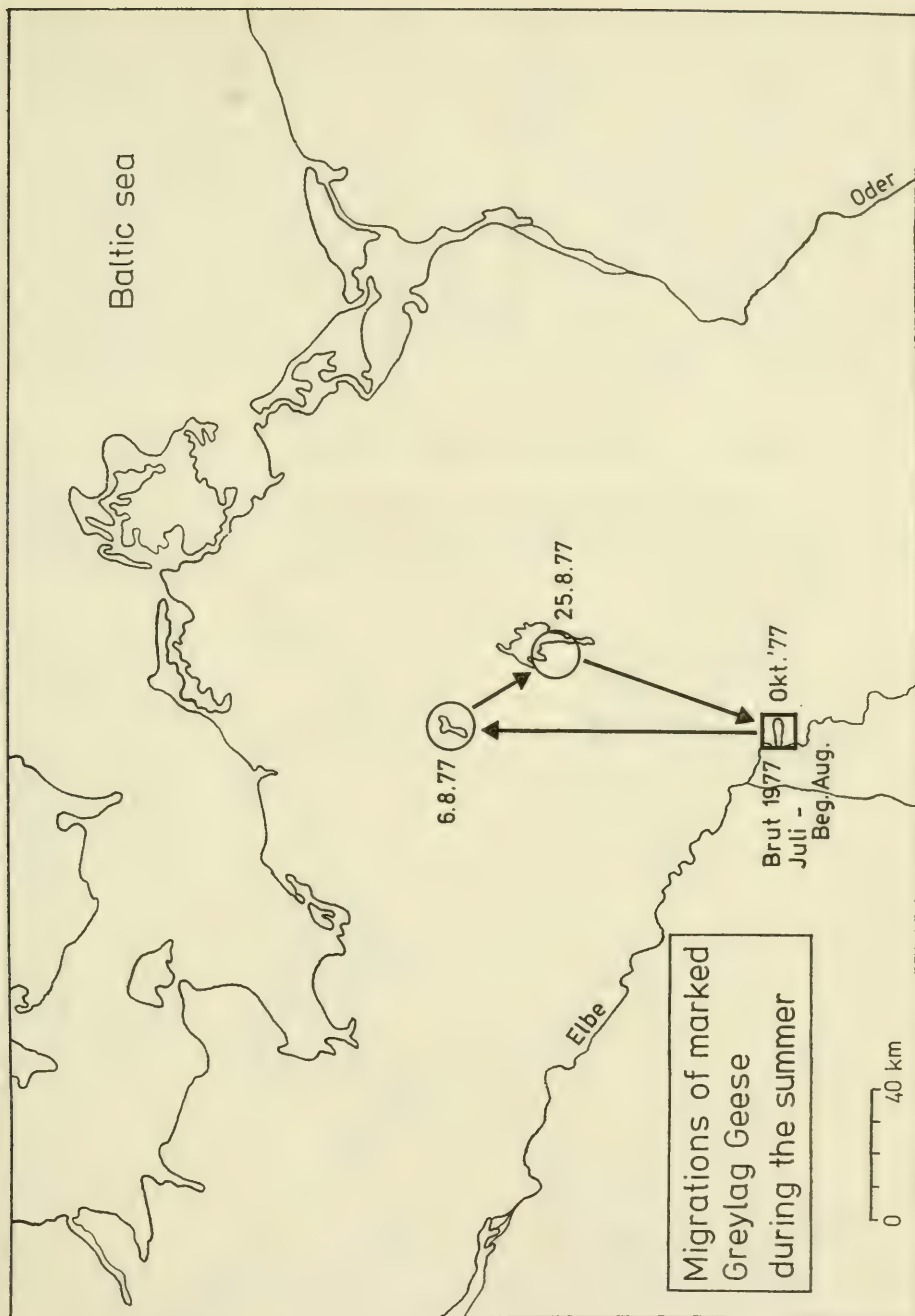 Baltic sea
Oder
25.8.77
6.8.77
Okt.'77
Brut 1977
Juli -
Beg. Aug.
Elbe
Migrations of marked
Greylag Geese
during the summer
0 40 km